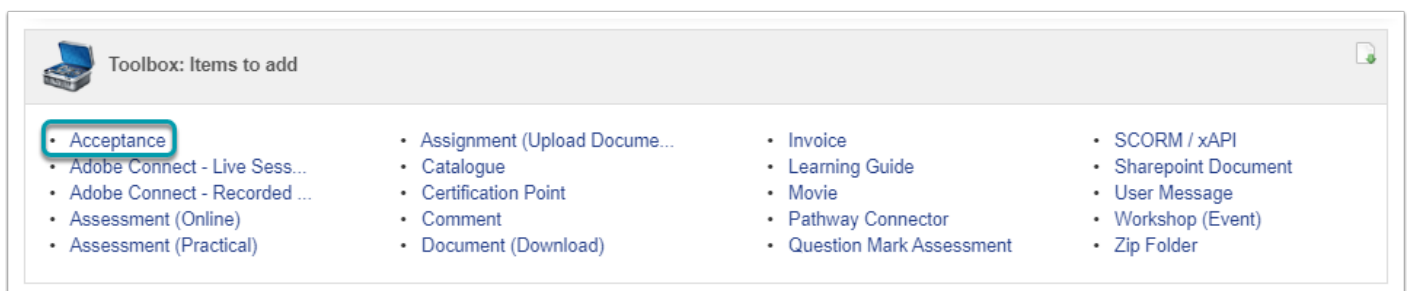 Toolbox: Items to add
Acceptance
Adobe Connect - Live Sess...
Adobe Connect - Recorded ...
Assessment (Online)
Assessment (Practical)
Assignment (Upload Docume...
Catalogue
Certification Point
Comment
Document (Download)
Invoice
Learning Guide
Movie
Pathway Connector
Question Mark Assessment
SCORM / xAPI
Sharepoint Document
User Message
Workshop (Event)
Zip Folder